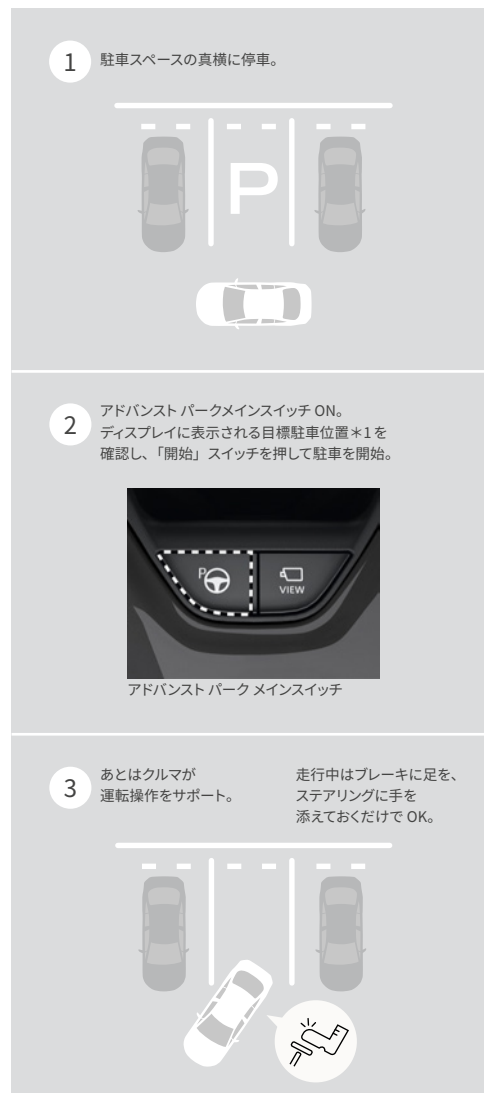 1
駐車スペースの真横に停車。
P
2
アドバンスト パークメインスイッチ ON。
ディスプレイに表示される目標駐車位置＊1を
確認し、「開始」スイッチを押して駐車を開始。
P
VIEW
アドバンスト パーク メインスイッチ
3
あとはクルマが
運転操作をサポート。
走行中はブレーキに足を、
ステアリングに手を
添えておくだけで OK。